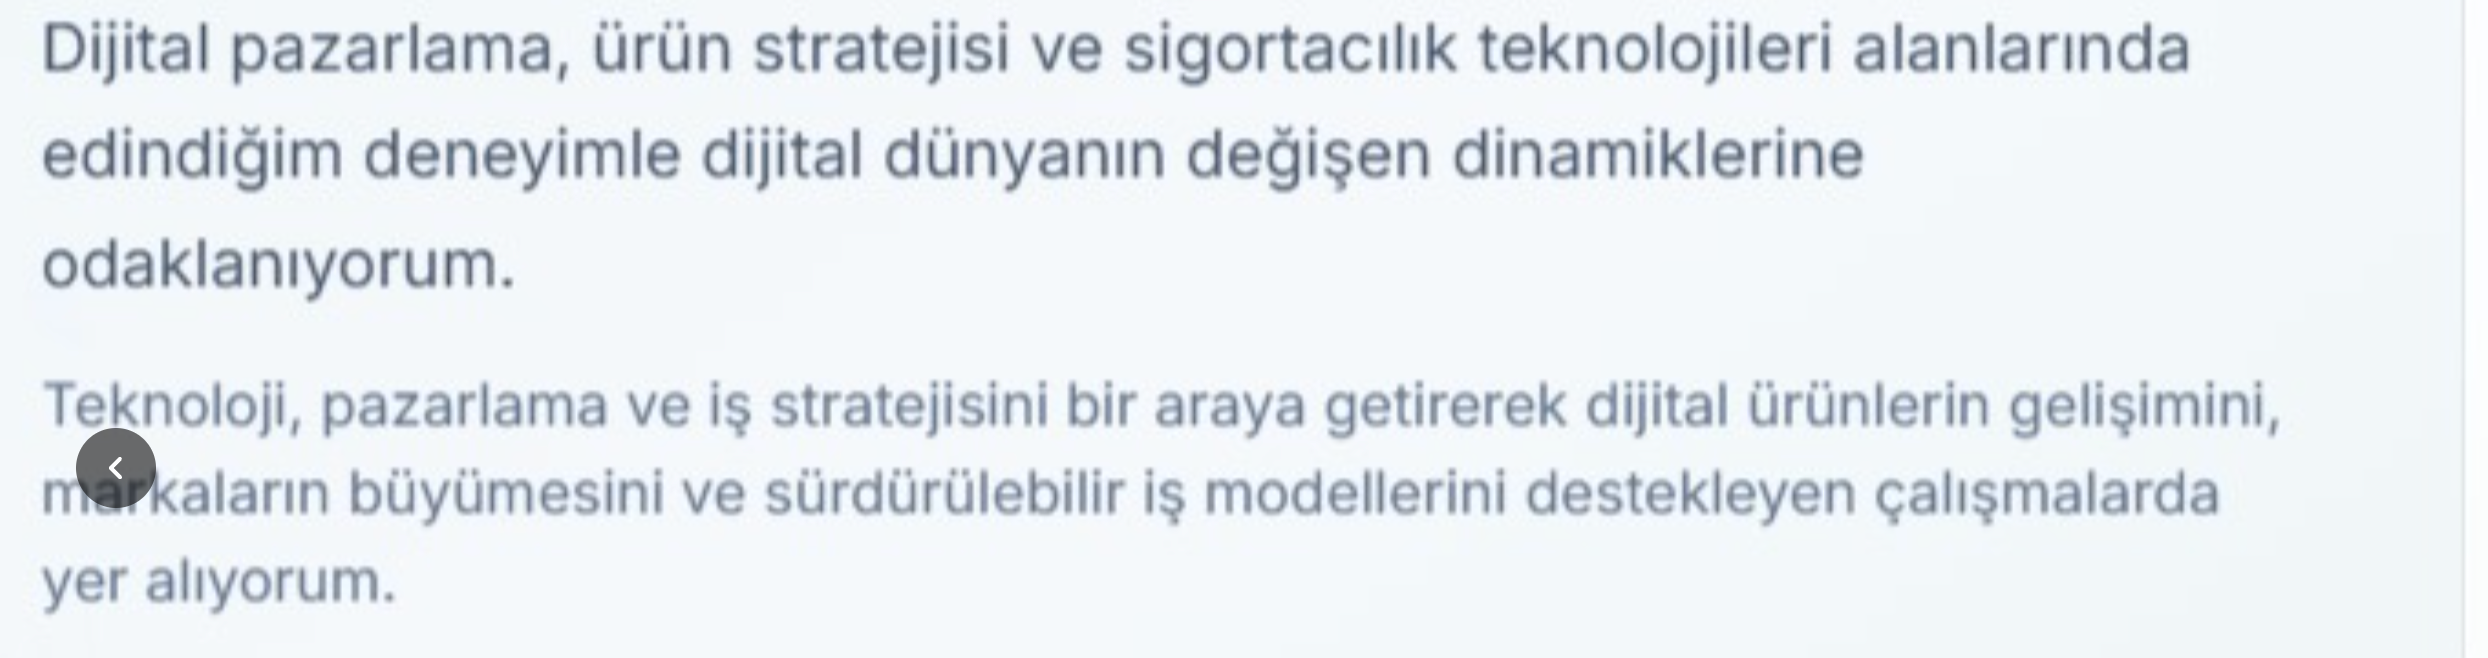 Dijital pazarlama, ürün stratejisi ve sigortacılık teknolojileri alanlarında
edindiğim deneyimle dijital dünyanın değişen dinamiklerine
odaklanıyorum.
Teknoloji, pazarlama ve iş stratejisini bir araya getirerek dijital ürünlerin gelişimini,
markaların büyümesini ve sürdürülebilir iş modellerini destekleyen çalışmalarda
yer alıyorum.